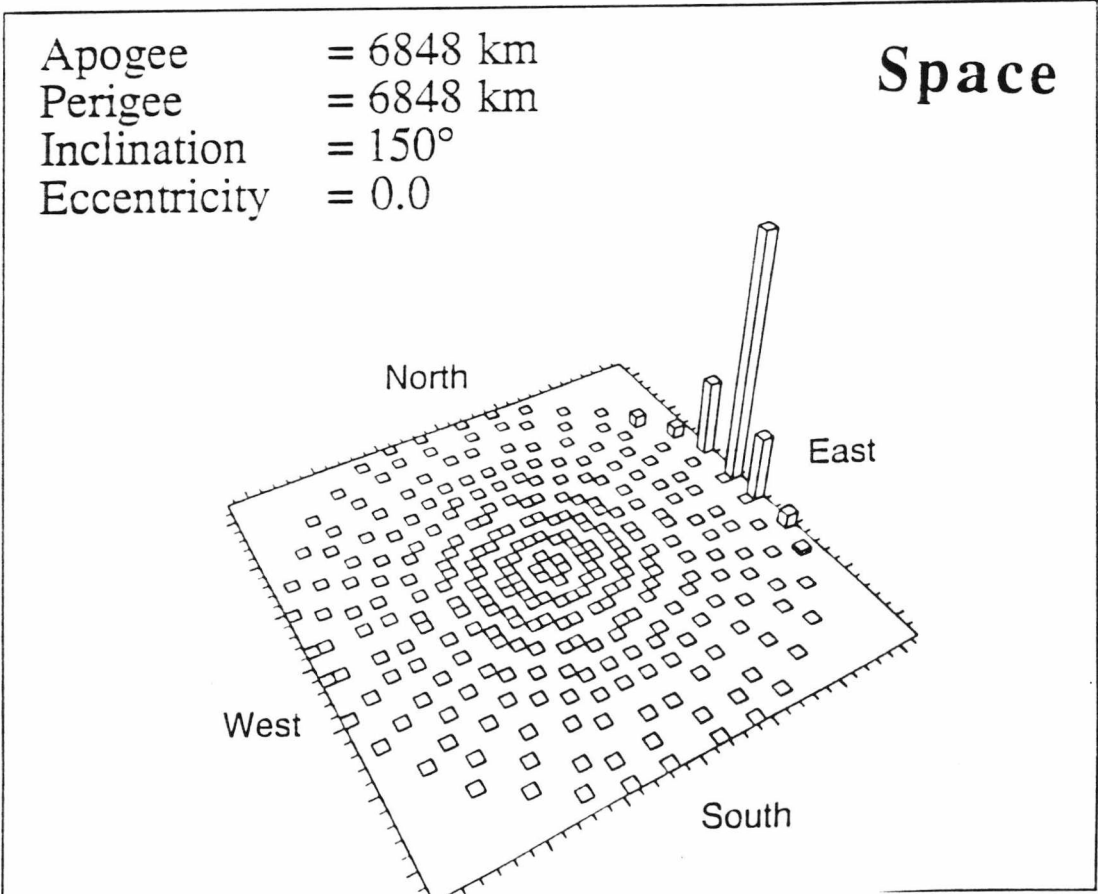 Apogee = 6848 km
Perigee = 6848 km
Inclination = 150°
Eccentricity = 0.0
Space
North
East
West
South